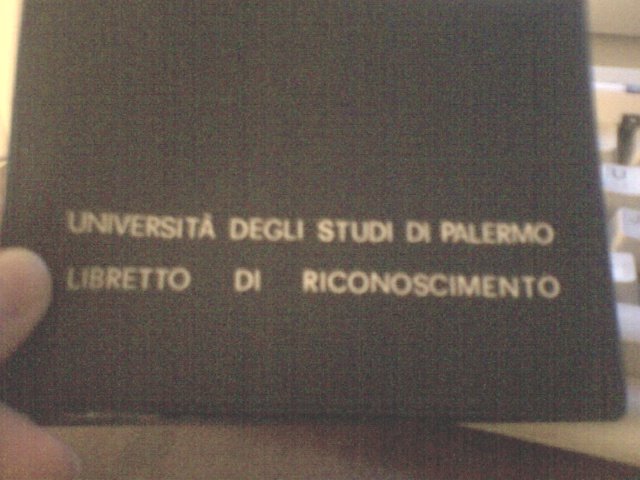 UNIVERSITÀ DEGLI STUDI DI PALERMO
LIBRETTO DI RICONOSCIMENTO